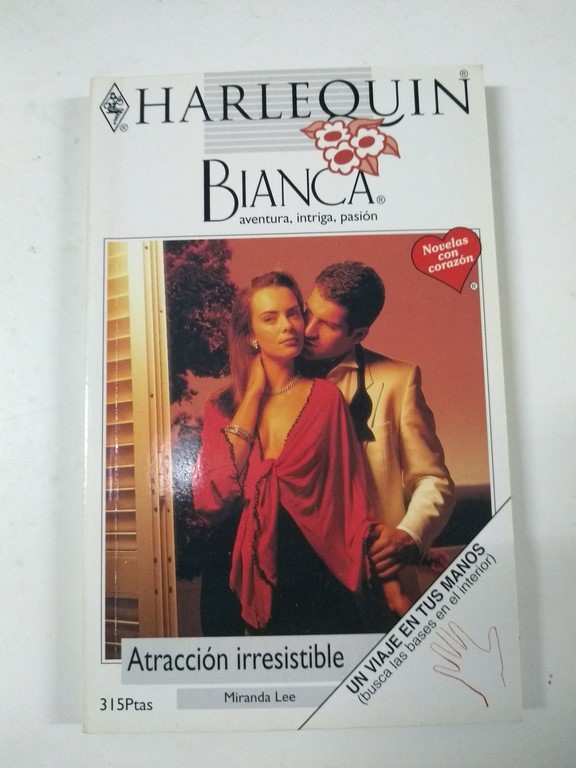 HARLEQUIN®
BIANCA®
aventura, intriga, pasión
Novelas
con
corazón
®
Atracción irresistible
Miranda Lee
315Ptas
UN VIAJE EN TUS MANOS
(busca las bases en el interior)